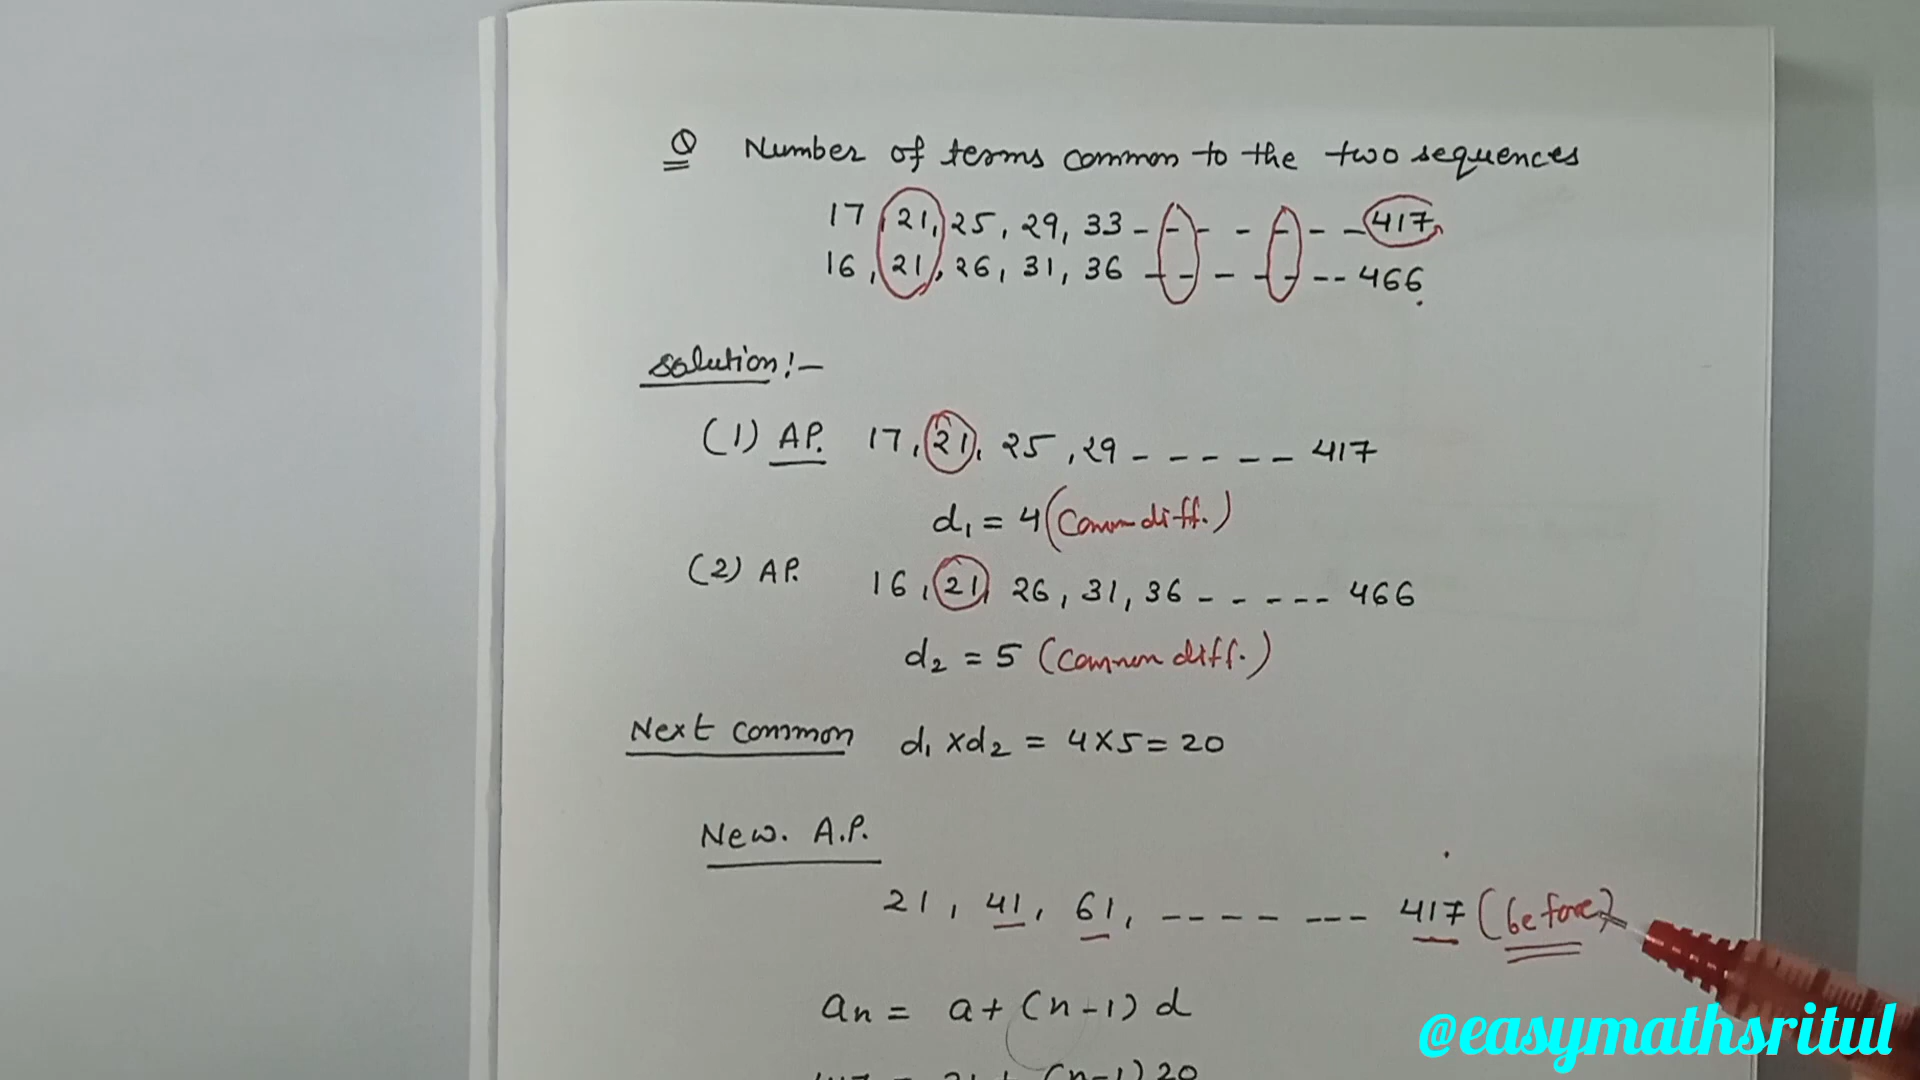 Q Number of terms common to the two sequences
17, 21, 25, 29, 33 - - - - - - - 417,
16, 21, 26, 31, 36 - - - - - - - 466.
Solution:-
(1) A.P. 17, 21, 25, 29 - - - - - 417
d₁ = 4 (Comm diff.)
(2) A.P. 16, 21, 26, 31, 36 - - - - - 466
d₂ = 5 (Common diff.)
Next common d₁ x d₂ = 4 x 5 = 20
New. A.P.
21, 41, 61, - - - - - - - 417 (before)
an = a + (n-1) d
(n-1) 20
@easymathsritul